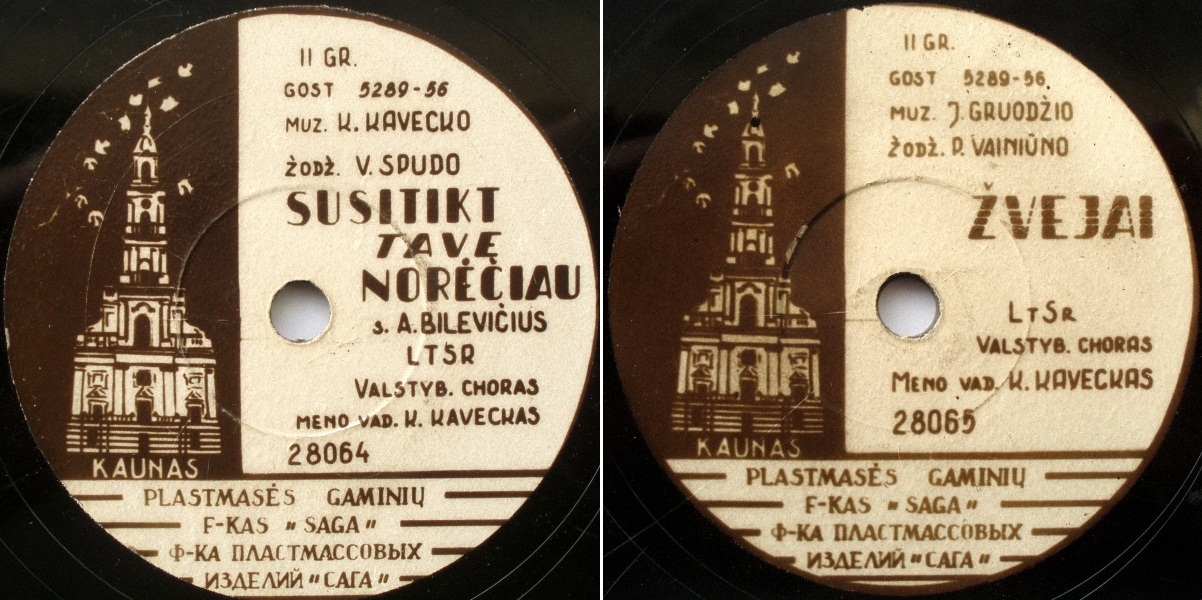 II GR.
GOST 5289-56
MUZ. K. KAVECKO
ŽODŽ. V. SPUDO
SUSITIKT
TAVĘ
NORĖČIAU
s. A. BILEVIČIUS
LTSR
VALSTYB. CHORAS
MENO VAD. K. KAVECKAS
28064
KAUNAS
PLASTMASĖS GAMINIŲ
F-KAS „SAGA"
Ф-КА ПЛАСТМАССОВЫХ
ИЗДЕЛИЙ „САГА"
II GR.
GOST 5289-56
MUZ. J. GRUODŽIO
ŽODŽ. P. VAINIŪNO
ŽVEJAI
LTSR
VALSTYB. CHORAS
MENO VAD. K. KAVECKAS
28065
KAUNAS
PLASTMASĖS GAMINIŲ
F-KAS „SAGA"
Ф-КА ПЛАСТМАССОВЫХ
ИЗДЕЛИЙ „САГА"